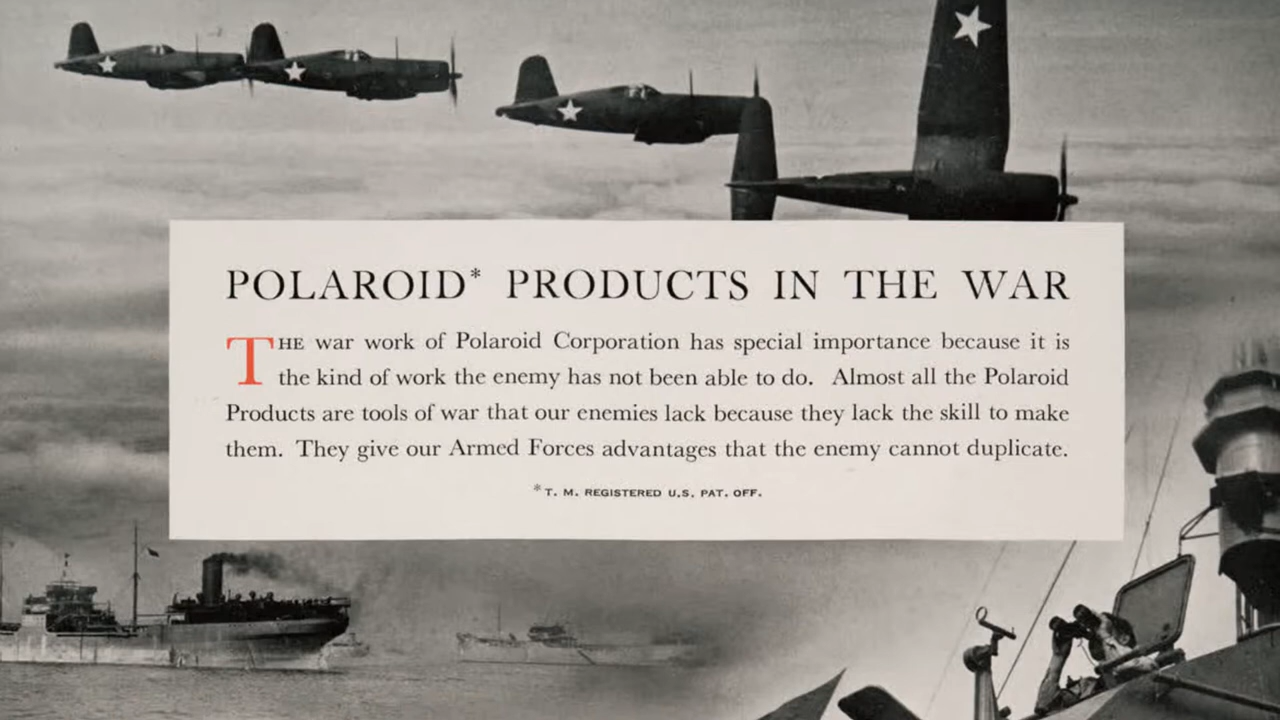 POLAROID* PRODUCTS IN THE WAR
THE war work of Polaroid Corporation has special importance because it is
the kind of work the enemy has not been able to do. Almost all the Polaroid
Products are tools of war that our enemies lack because they lack the skill to make
them. They give our Armed Forces advantages that the enemy cannot duplicate.
*T. M. REGISTERED U.S. PAT. OFF.